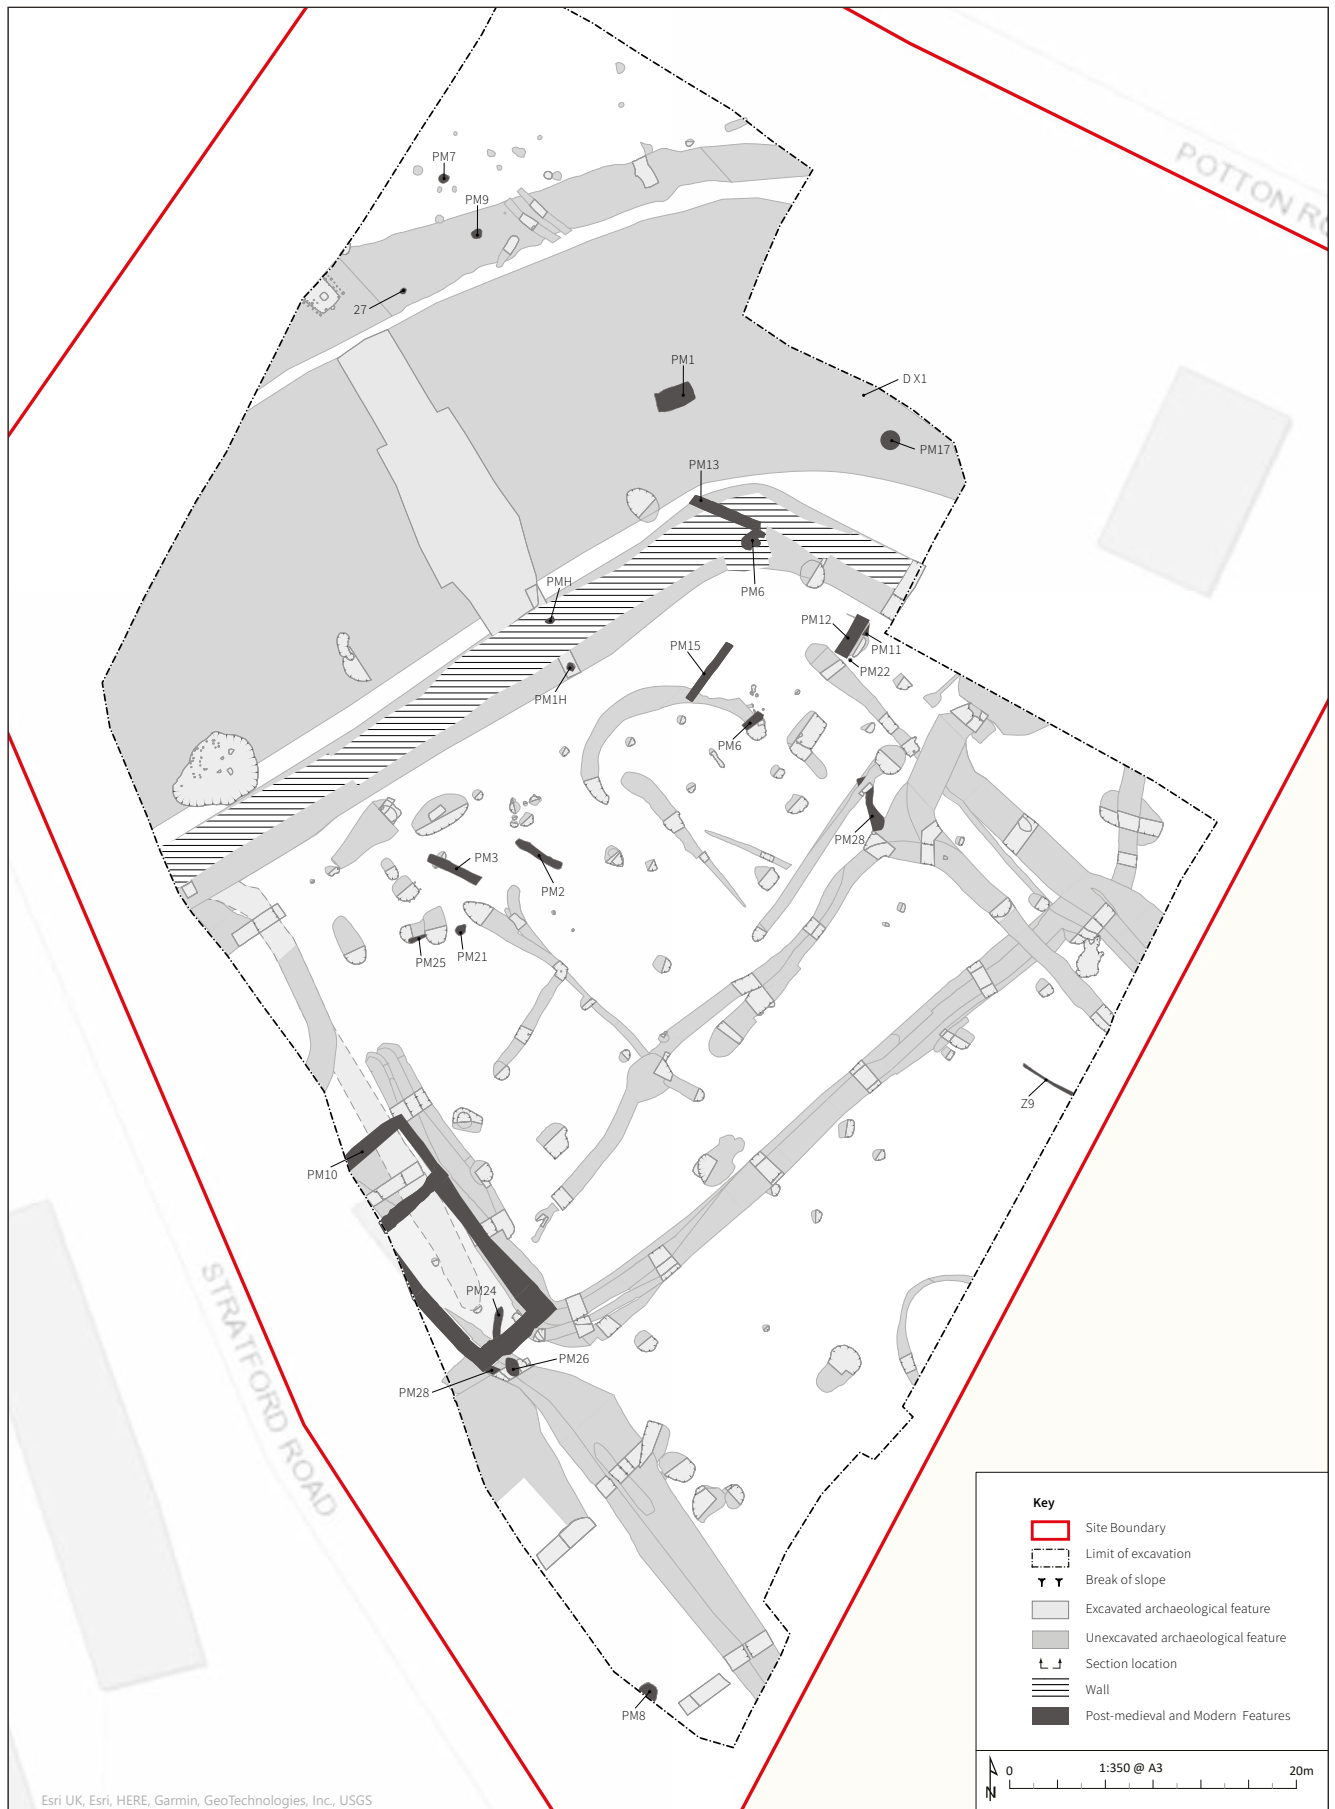 POTTON RO
PM7
PM9
27
PM1
D X1
PM17
PM13
PMH
PM6
PM12
PM11
PM15
PM22
PM1H
PM6
PM28
PM3
PM2
PM25
PM21
Z9
PM10
PM24
PM26
PM28
STRATFORD ROAD
PM8
Key
Site Boundary
Limit of excavation
Break of slope
Excavated archaeological feature
Unexcavated archaeological feature
Section location
Wall
Post-medieval and Modern Features
N
0
1:350 @ A3
20m
Esri UK, Esri, HERE, Garmin, GeoTechnologies, Inc., USGS